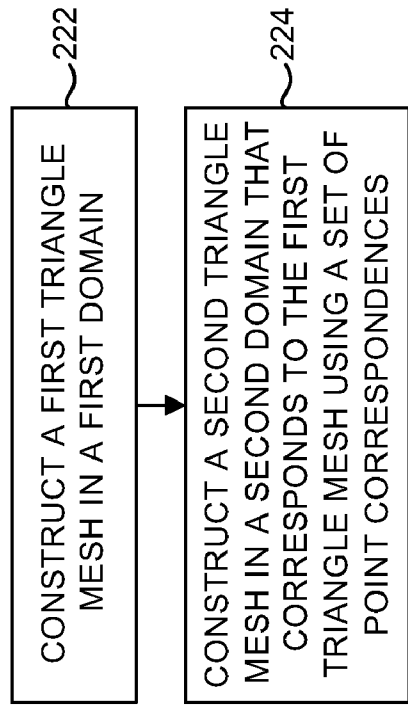 CONSTRUCT A FIRST TRIANGLE
MESH IN A FIRST DOMAIN
222
CONSTRUCT A SECOND TRIANGLE
MESH IN A SECOND DOMAIN THAT
CORRESPONDS TO THE FIRST
TRIANGLE MESH USING A SET OF
POINT CORRESPONDENCES
224